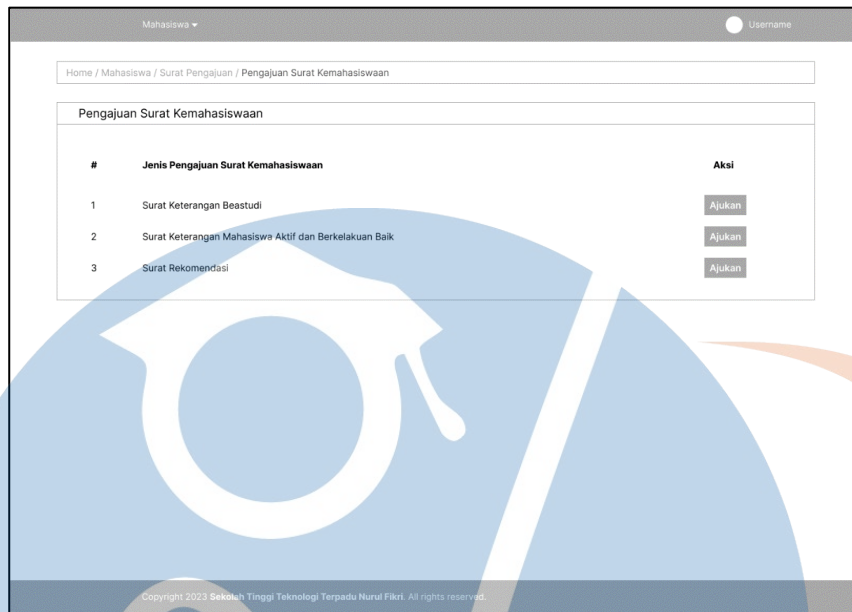 Mahasiswa
Username
Home / Mahasiswa / Surat Pengajuan / Pengajuan Surat Kemahasiswaan
Pengajuan Surat Kemahasiswaan
# Jenis Pengajuan Surat Kemahasiswaan Aksi
1 Surat Keterangan Beastudi Ajukan
2 Surat Keterangan Mahasiswa Aktif dan Berkelakuan Baik Ajukan
3 Surat Rekomendasi Ajukan
Copyright 2023 Sekolah Tinggi Teknologi Terpadu Nurul Fikri. All rights reserved.